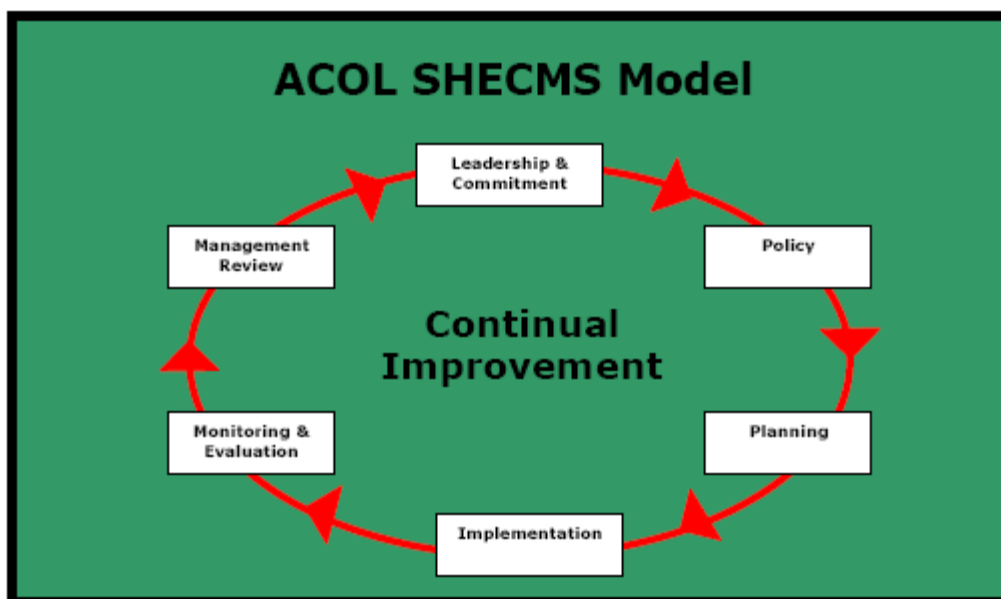 ACOL SHECMS Model
Leadership &
Commitment
Management
Review
Policy
Continual
Improvement
Monitoring &
Evaluation
Planning
Implementation